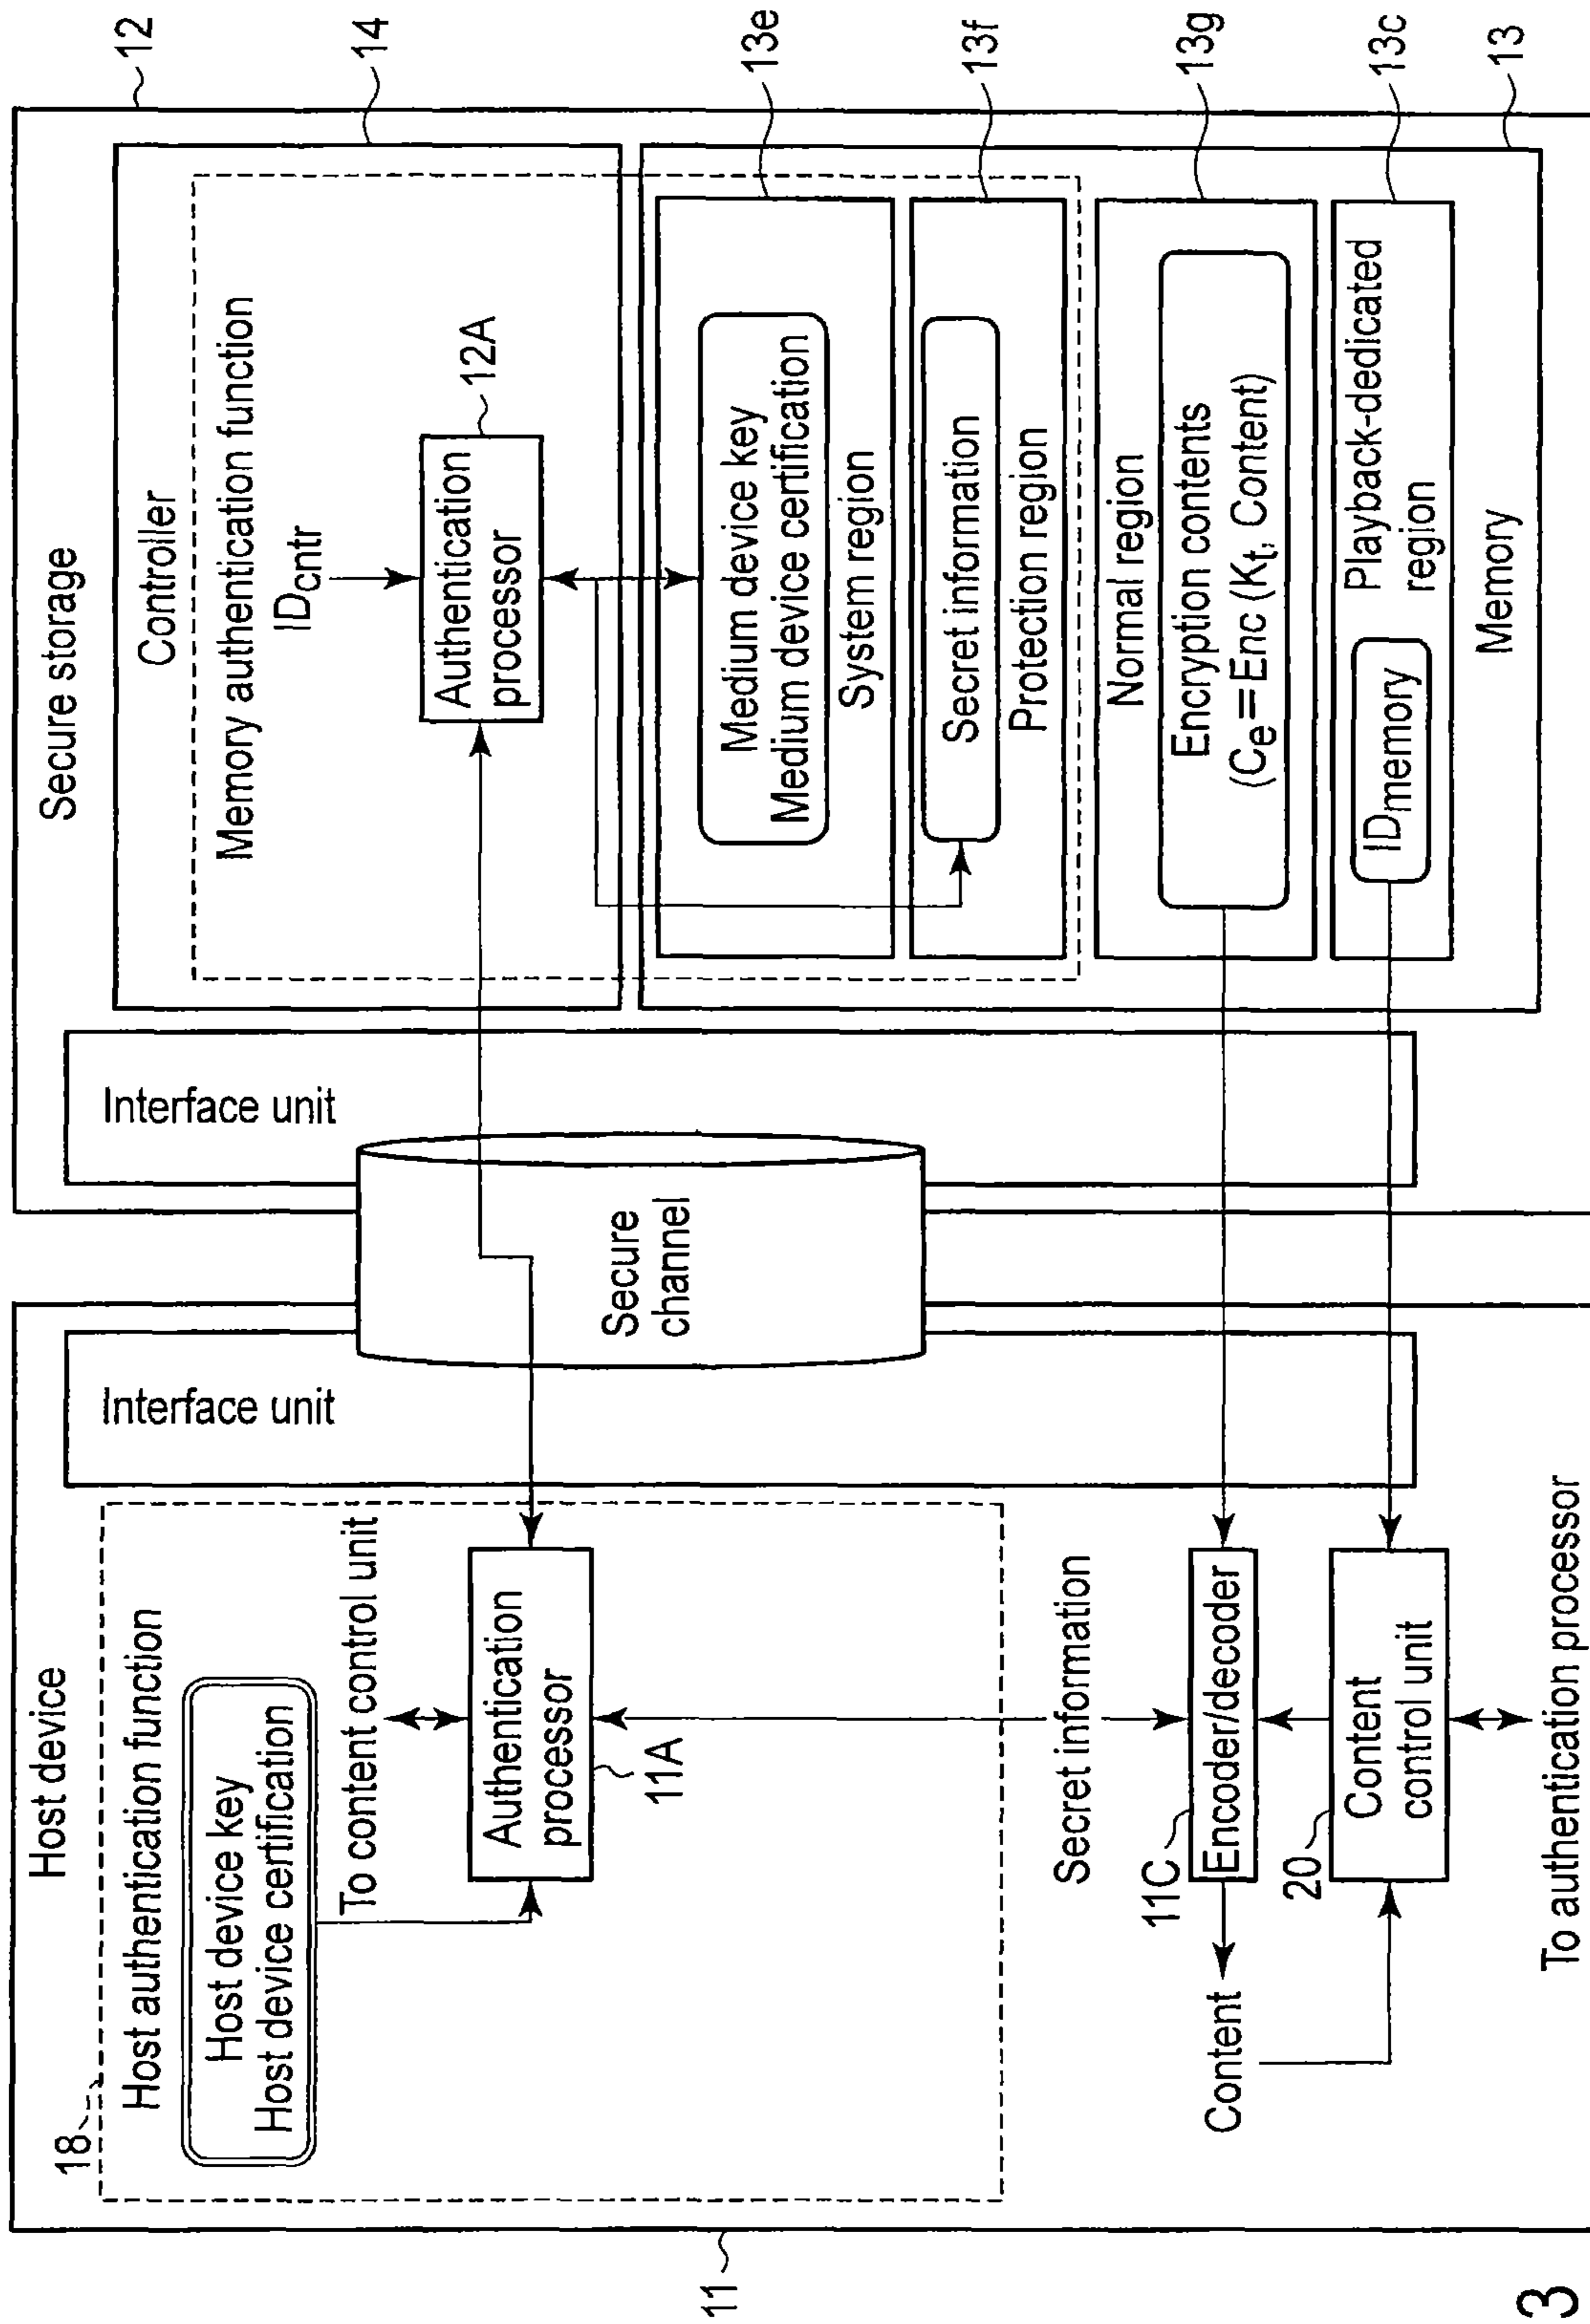 Host device
18
Host authentication function
Host device key
Host device certification
To content control unit
Authentication
processor
11A
Secret information
11C
Encoder/decoder
Content
20
Content
control unit
To authentication processor
11
Interface unit
Secure
channel
Interface unit
Secure storage
12
Controller
14
Memory authentication function
IDcntr
Authentication
processor
12A
Medium device key
Medium device certification
System region
13e
Secret information
Protection region
13f
Normal region
Encryption contents
(Ce=Enc (Kt, Content)
13g
Playback-dedicated
region
IDmemory
13c
Memory
13
3